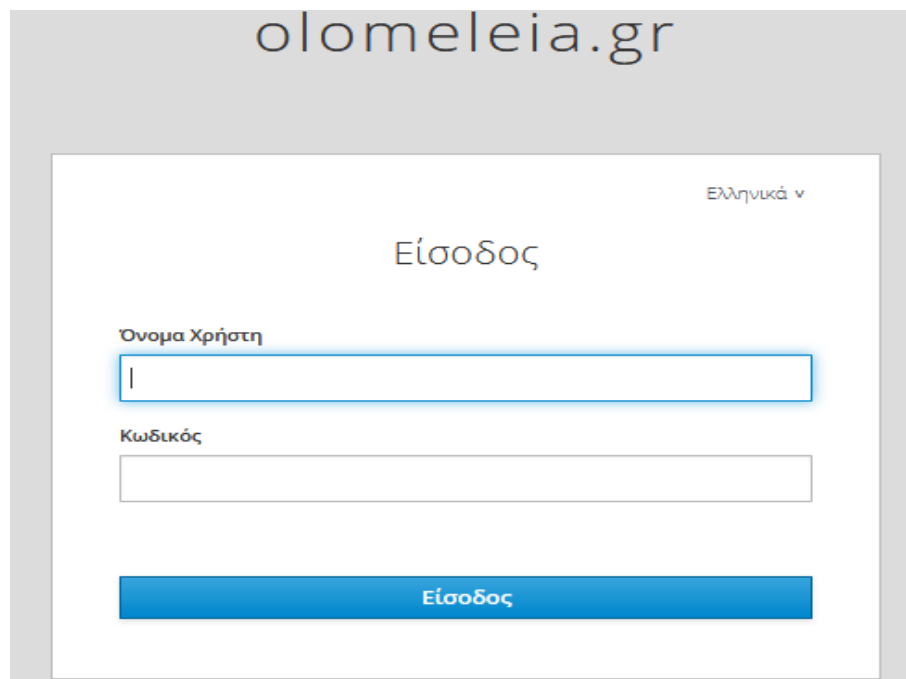 olomeleia.gr
Ελληνικά
Είσοδος
Όνομα Χρήστη
Κωδικός
Είσοδος